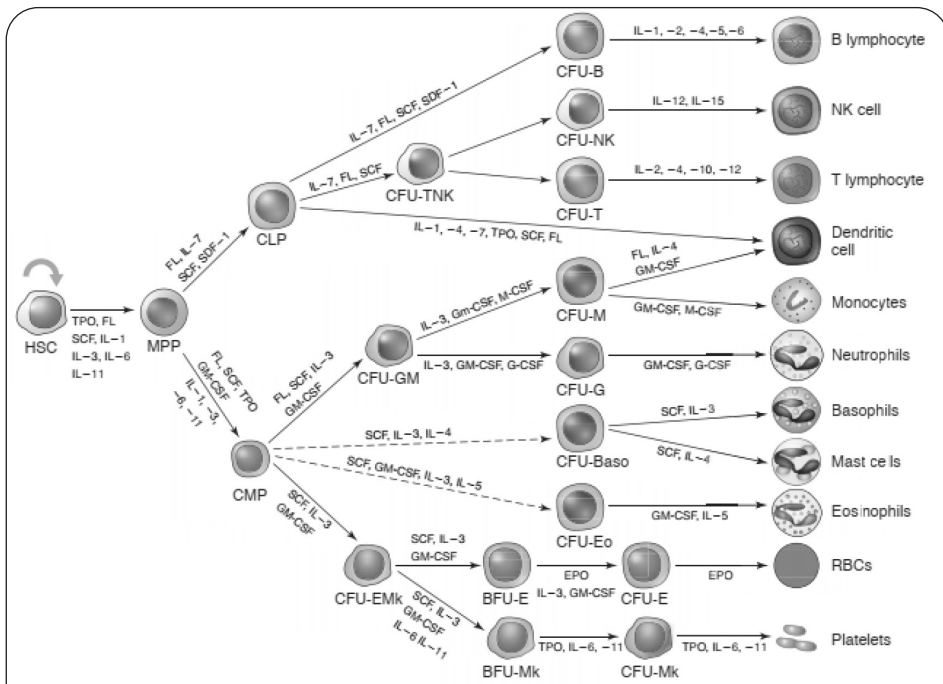 IL-1, -2, -4,-5,-6
B lymphocyte
CFU-B
IL-7, FL, SCF, SDF-1
IL-12, IL-15
NK cell
CFU-NK
IL-7, FL, SCF
CFU-TNK
IL-2, -4, -10, -12
T lymphocyte
CFU-T
CLP
IL-1, -4, -7, TPO, SCF, FL
Dendritic
cell
FL, IL-7
SCF, SDF-1
FL, IL-4
GM-CSF
HSC
TPO, FL
SCF, IL-1
IL-3, IL-6
IL-11
MPP
IL-3, Gm-CSF, M-CSF
CFU-M
GM-CSF, M-CSF
Monocytes
CFU-GM
IL-3, GM-CSF, G-CSF
CFU-G
GM-CSF, G-CSF
Neutrophils
FL, SCF, TPO
GM-CSF
IL-1, -3,
-6, -11
FL, SCF, IL-3
GM-CSF
SCF, IL-3, IL-4
CFU-Baso
SCF, IL-3
Basophils
SCF, IL-4
Mast cells
CMP
SCF, GM-CSF, IL-3, IL-5
CFU-Eo
GM-CSF, IL-5
Eosinophils
SCF, IL-3
GM-CSF
CFU-EMk
SCF, IL-3
GM-CSF
BFU-E
EPO
IL-3, GM-CSF
CFU-E
EPO
RBCs
SCF, IL-3
GM-CSF
IL-6 IL-11
BFU-Mk
TPO, IL-6, -11
CFU-Mk
TPO, IL-6, -11
Platelets